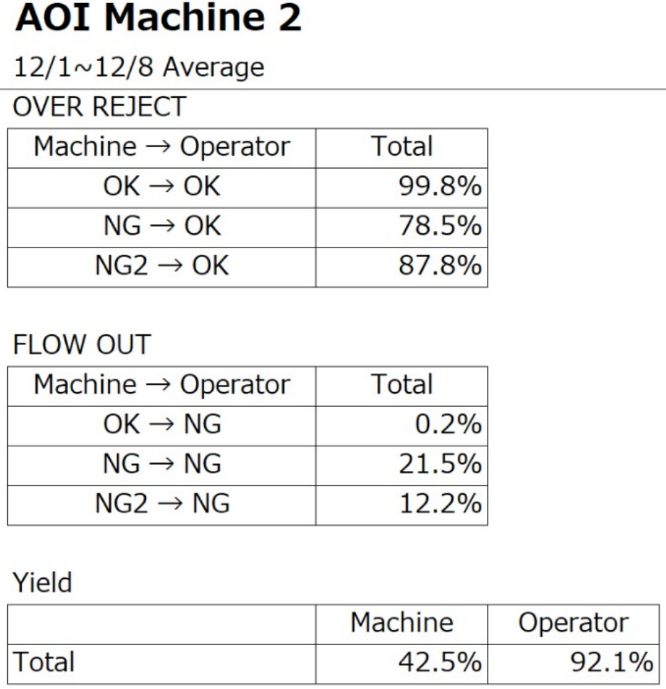 AOI Machine 2
12/1~12/8 Average
OVER REJECT
Machine → Operator Total
OK → OK 99.8%
NG → OK 78.5%
NG2 → OK 87.8%
FLOW OUT
Machine → Operator Total
OK → NG 0.2%
NG → NG 21.5%
NG2 → NG 12.2%
Yield
Machine Operator
Total 42.5% 92.1%